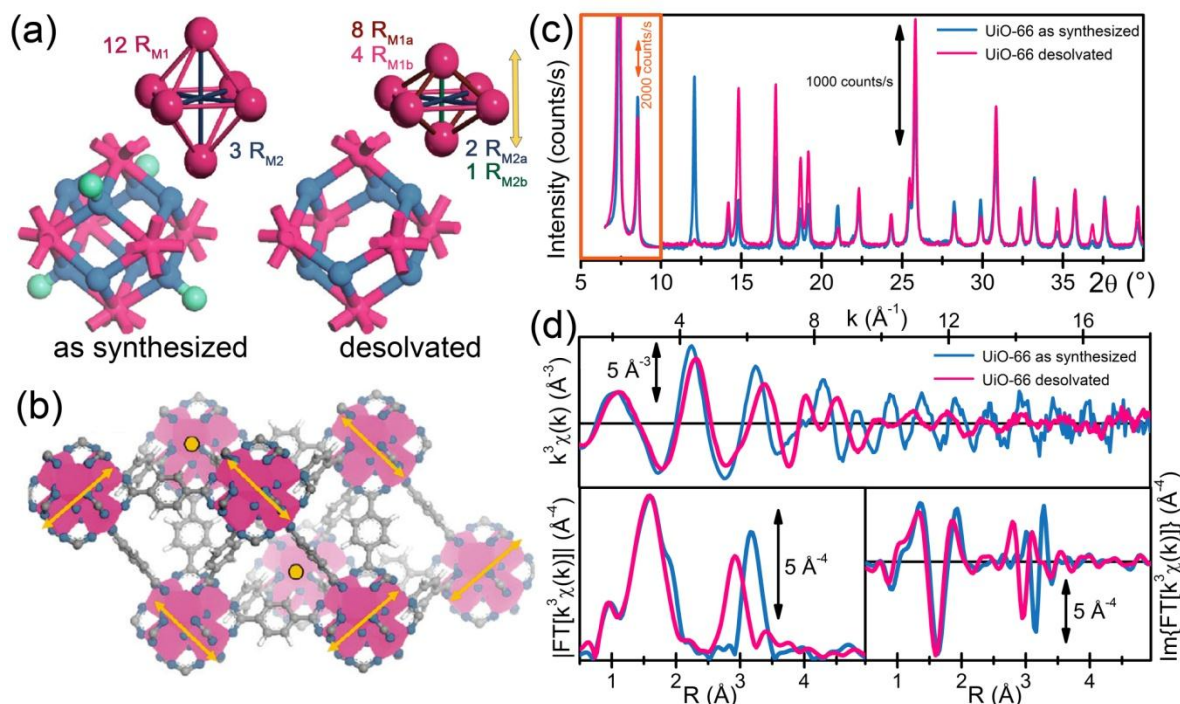 (a)
12 R_M1
3 R_M2
8 R_M1a
4 R_M1b
2 R_M2a
1 R_M2b
as synthesized
desolvated
(b)
(c)
Intensity (counts/s)
2000 counts/s
1000 counts/s
UiO-66 as synthesized
UiO-66 desolvated
5 10 15 20 25 30 35 2θ (°)
(d)
4 k (Å⁻¹) 8 12 16
k³χ(k) (Å⁻³)
5 Å⁻³
UiO-66 as synthesized
UiO-66 desolvated
|FT[k³χ(k)]| (Å⁻⁴)
5 Å⁻⁴
1 2 3 4
R (Å)
5 Å⁻⁴
Im{FT[k³χ(k)]} (Å⁻⁴)
1 2 3 4
R (Å)